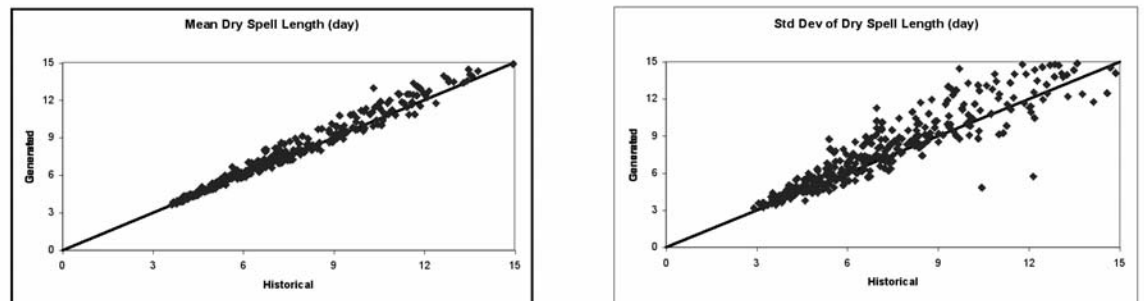 Mean Dry Spell Length (day)
15
12
9
6
3
0
Generated
0 3 6 9 12 15
Historical
Std Dev of Dry Spell Length (day)
15
12
9
6
3
0
Generated
0 3 6 9 12 15
Historical